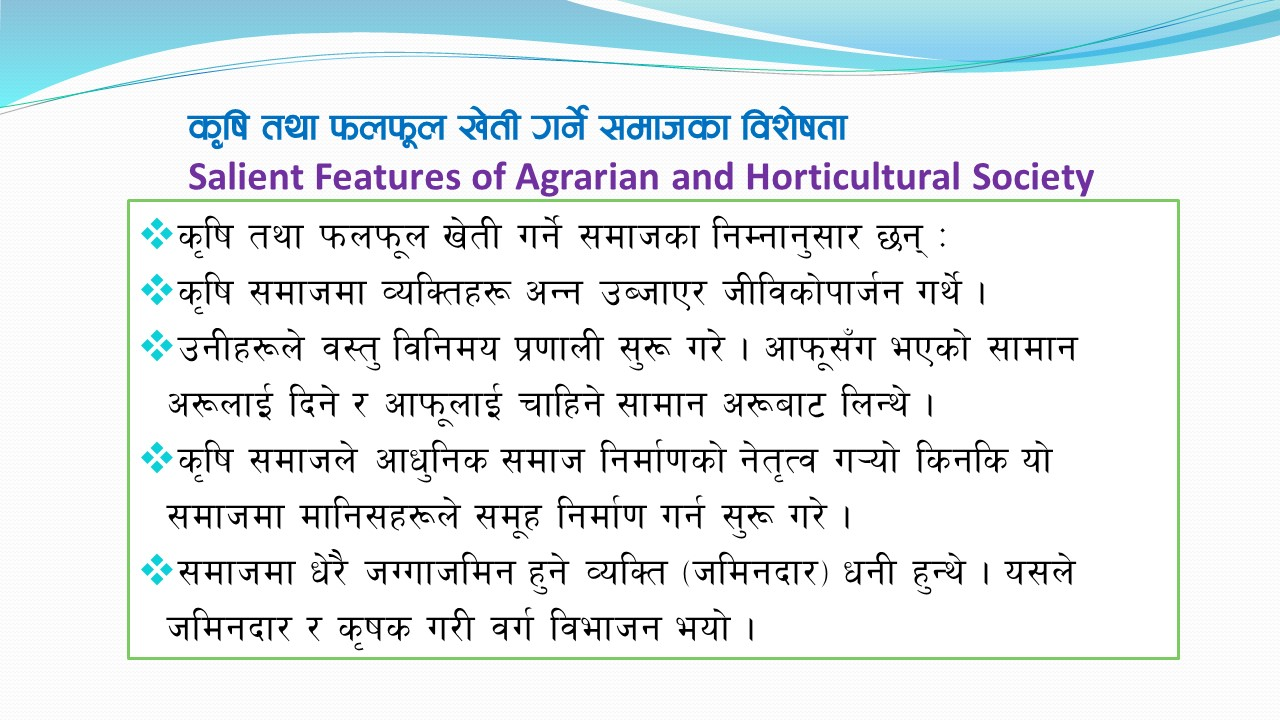 कृषि तथा फलफूल खेती गर्ने समाजका विशेषता
Salient Features of Agrarian and Horticultural Society
❖कृषि तथा फलफूल खेती गर्ने समाजका निम्नानुसार छन् :
❖कृषि समाजमा व्यक्तिहरू अन्न उब्जाएर जीविकोपार्जन गर्थे ।
❖उनीहरूले वस्तु विनिमय प्रणाली सुरू गरे । आफूसँग भएको सामान
अरूलाई दिने र आफूलाई चाहिने सामान अरूबाट लिन्थे ।
❖कृषि समाजले आधुनिक समाज निर्माणको नेतृत्व गऱ्यो किनकि यो
समाजमा मानिसहरूले समूह निर्माण गर्न सुरू गरे ।
❖समाजमा धेरै जग्गाजमिन हुने व्यक्ति (जमिनदार) धनी हुन्थे । यसले
जमिनदार र कृषक गरी वर्ग विभाजन भयो ।